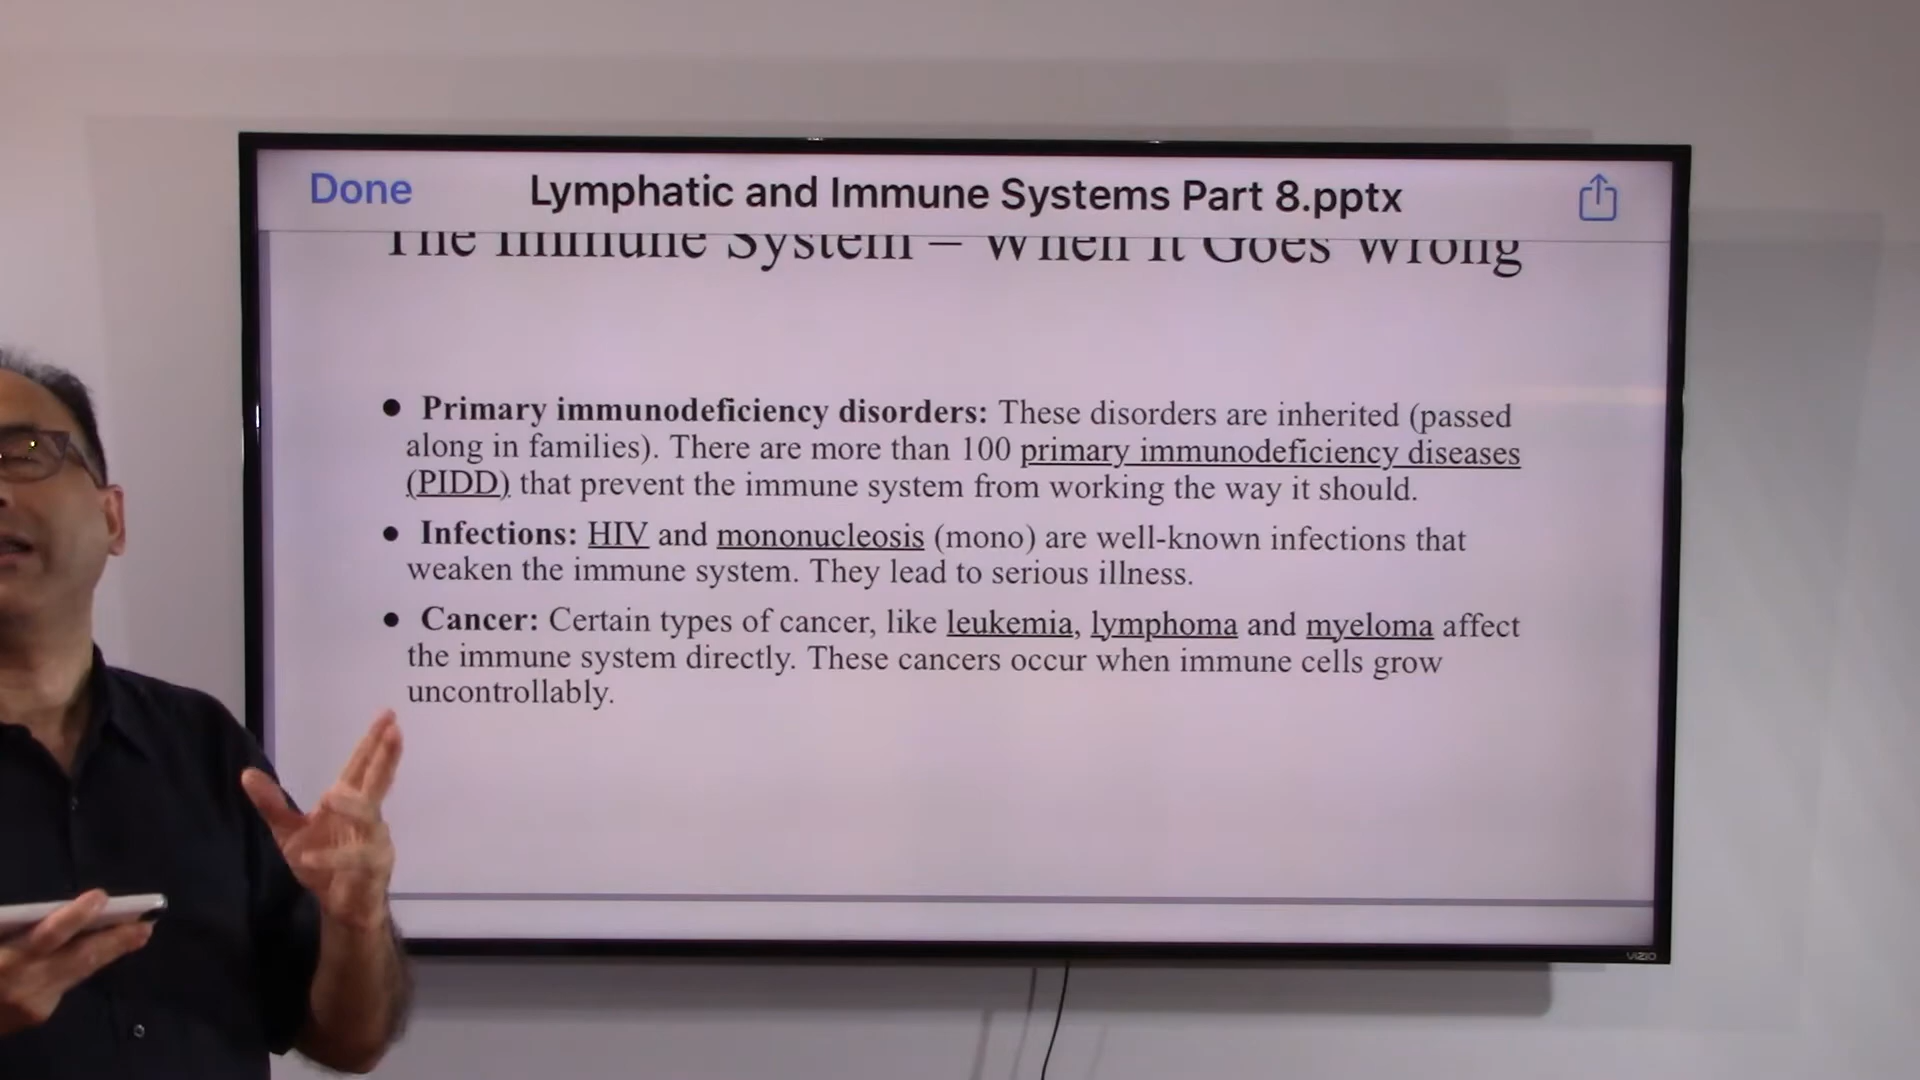 Done
Lymphatic and Immune Systems Part 8.pptx
The Immune System – When It Goes Wrong
● Primary immunodeficiency disorders: These disorders are inherited (passed
along in families). There are more than 100 primary immunodeficiency diseases
(PIDD) that prevent the immune system from working the way it should.
● Infections: HIV and mononucleosis (mono) are well-known infections that
weaken the immune system. They lead to serious illness.
● Cancer: Certain types of cancer, like leukemia, lymphoma and myeloma affect
the immune system directly. These cancers occur when immune cells grow
uncontrollably.
VIZIO